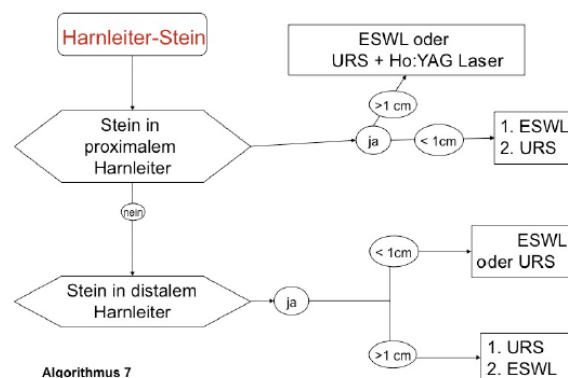 Harnleiter-Stein
ESWL oder
URS + Ho:YAG Laser
>1 cm
Stein in
proximalem
Harnleiter
ja
< 1cm
1. ESWL
2. URS
nein
< 1cm
ESWL
oder URS
Stein in distalem
Harnleiter
ja
>1 cm
1. URS
2. ESWL
Algorithmus 7